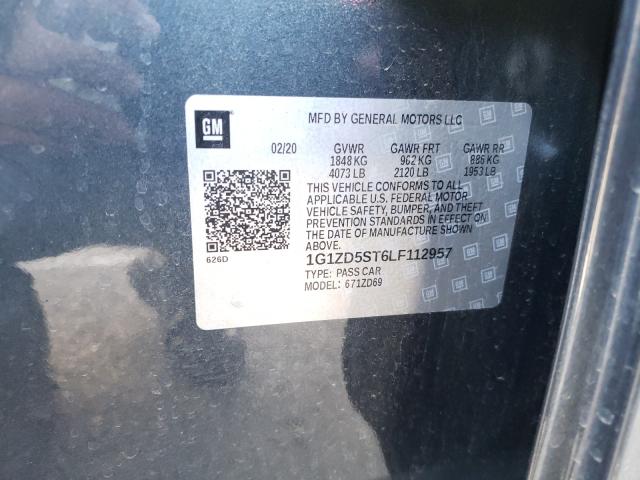 GM
MFD BY GENERAL MOTORS LLC
02/20 GVWR GAWR FRT GAWR RR
1848 KG 962 KG 886 KG
4073 LB 2120 LB 1953 LB
THIS VEHICLE CONFORMS TO ALL
APPLICABLE U.S. FEDERAL MOTOR
VEHICLE SAFETY, BUMPER, AND THEFT
PREVENTION STANDARDS IN EFFECT ON
THE DATE OF MANUFACTURE SHOWN
ABOVE.
626D
1G1ZD5ST6LF112957
TYPE: PASS CAR
MODEL: 671ZD69